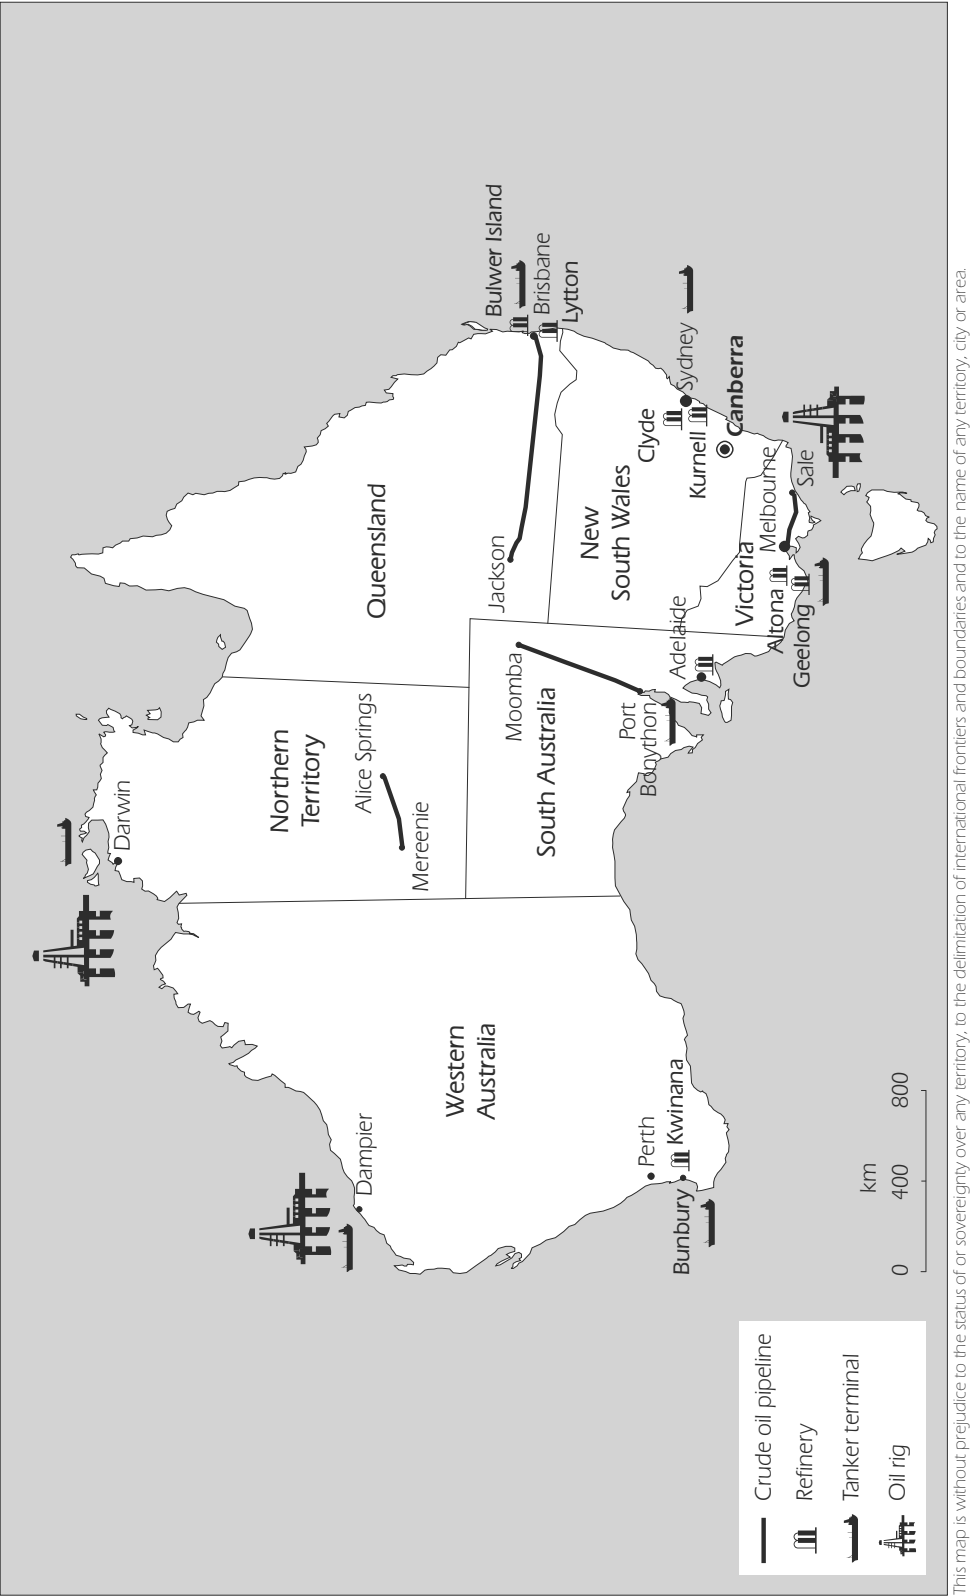 Darwin
Northern
Territory
Alice Springs
Mereenie
Queensland
Dampier
Western
Australia
Jackson
Bulwer Island
Brisbane
Lytton
Moomba
South Australia
Port
Bonython
New
South Wales
Clyde
Kurnell
Sydney
Canberra
Perth
Kwinana
Bunbury
Adelaide
Victoria
Melbourne
Altona
Geelong
Sale
km
0
400
800
Crude oil pipeline
Refinery
Tanker terminal
Oil rig
This map is without prejudice to the status of or sovereignty over any territory, to the delimitation of international frontiers and boundaries and to the name of any territory, city or area.